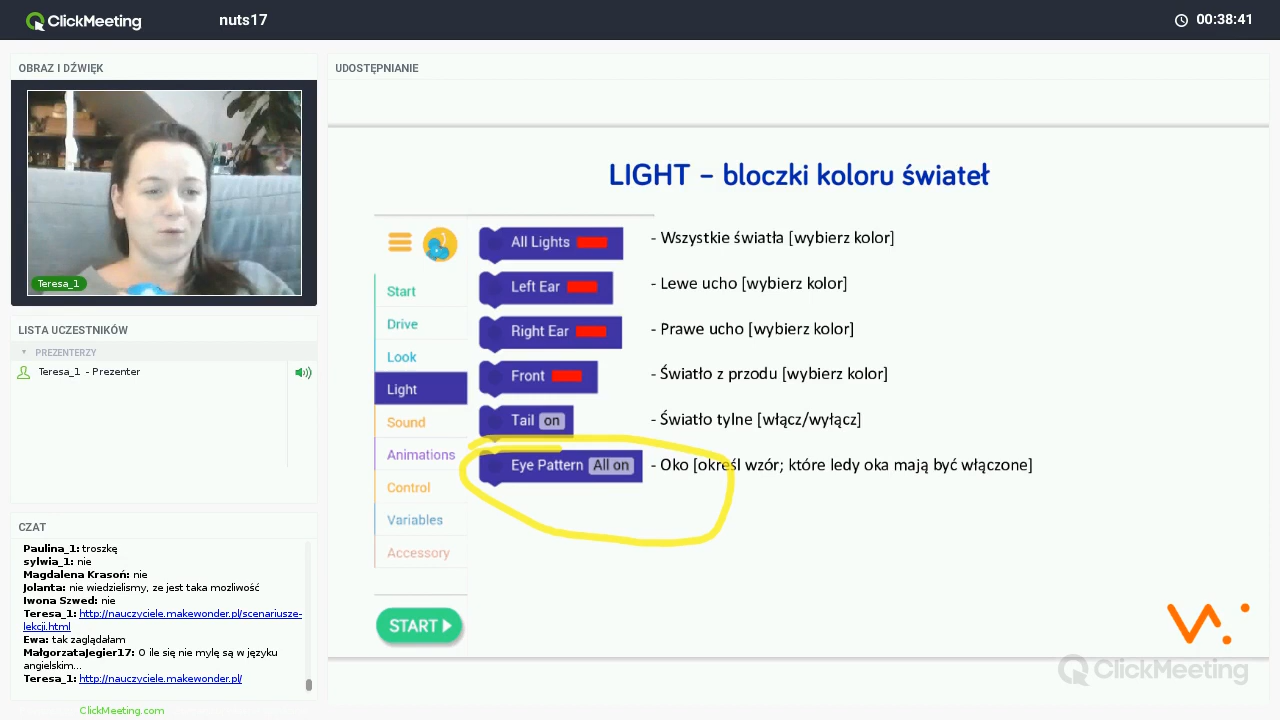 ClickMeeting
nuts17
00:38:41
OBRAZ I DŹWIĘK
Teresa_1
LISTA UCZESTNIKÓW
PREZENTERZY
Teresa_1 - Prezenter
CZAT
Paulina_1: troszkę
sylwia_1: nie
Magdalena Krasoń: nie
Jolanta: nie wiedzielismy, ze jest taka mozliwość
Iwona Szwed: nie
Teresa_1: http://nauczyciele.makewonder.pl/scenariusze-
lekcji.html
Ewa: tak zaglądałam
MałgorzataJegier17: O ile się nie mylę są w języku
angielskim...
Teresa_1: http://nauczyciele.makewonder.pl/
ClickMeeting.com
UDOSTĘPNIANIE
LIGHT – bloczki koloru świateł
Start
Drive
Look
Light
Sound
Animations
Control
Variables
Accessory
START
All Lights - Wszystkie światła [wybierz kolor]
Left Ear - Lewe ucho [wybierz kolor]
Right Ear - Prawe ucho [wybierz kolor]
Front - Światło z przodu [wybierz kolor]
Tail on - Światło tylne [włącz/wyłącz]
Eye Pattern All on - Oko [określ wzór; które ledy oka mają być włączone]
ClickMeeting